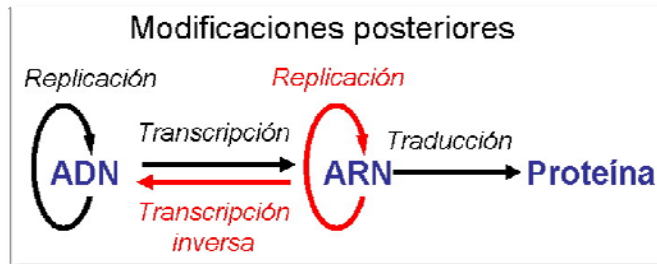 Modificaciones posteriores
Replicación
Replicación
Transcripción
Traducción
ADN
ARN
Proteína
Transcripción
inversa